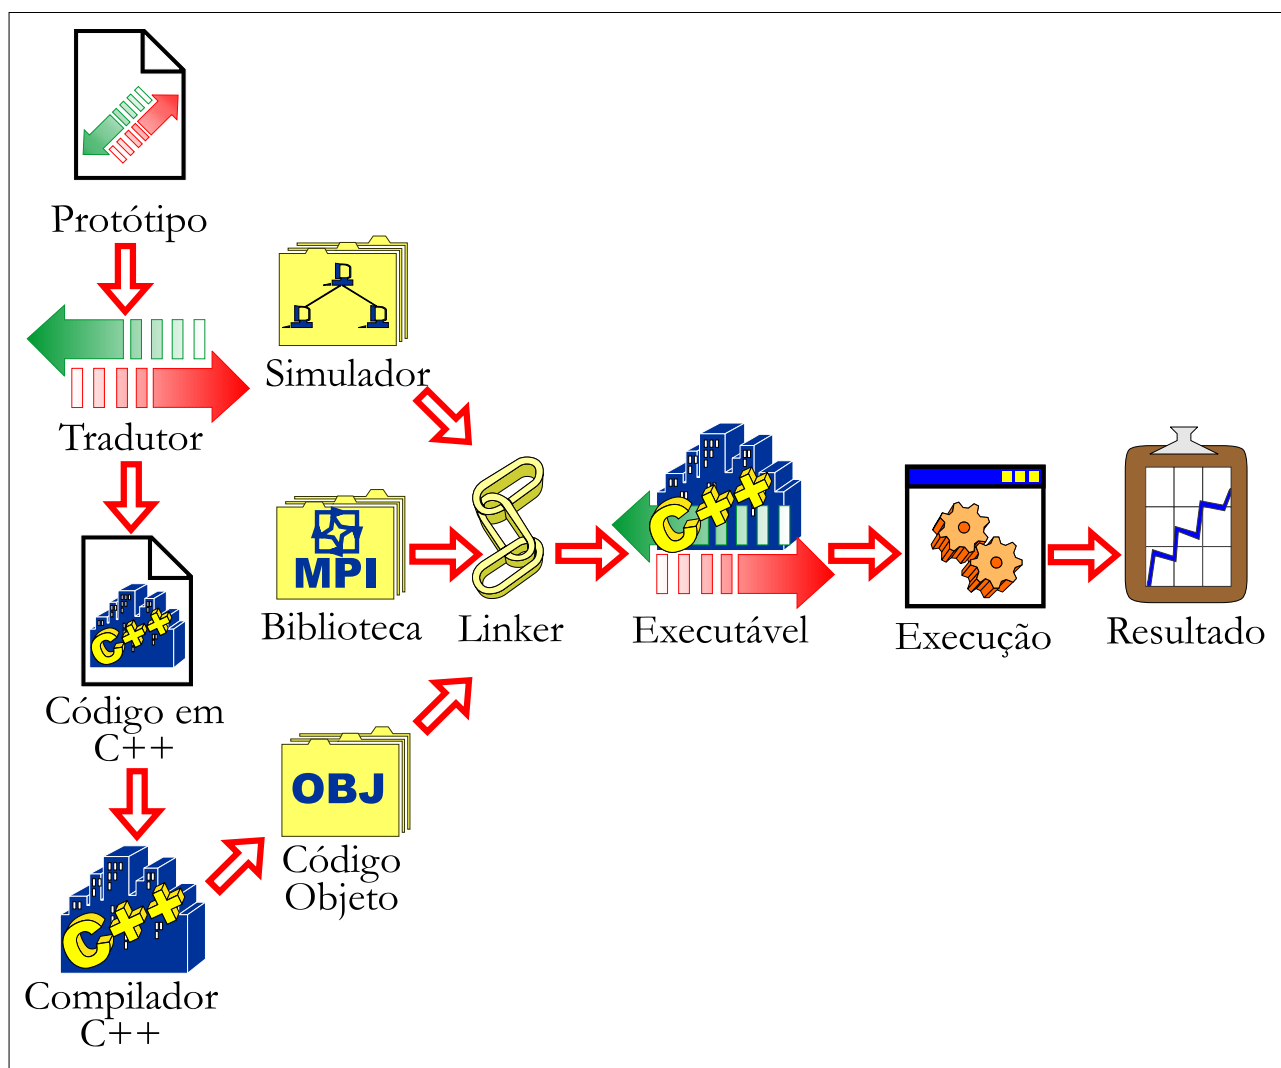 Protótipo
Simulador
Tradutor
C++
MPI
Biblioteca
Linker
Executável
Execução
Resultado
C++
Código em
C++
OBJ
Código
Objeto
C++
Compilador
C++